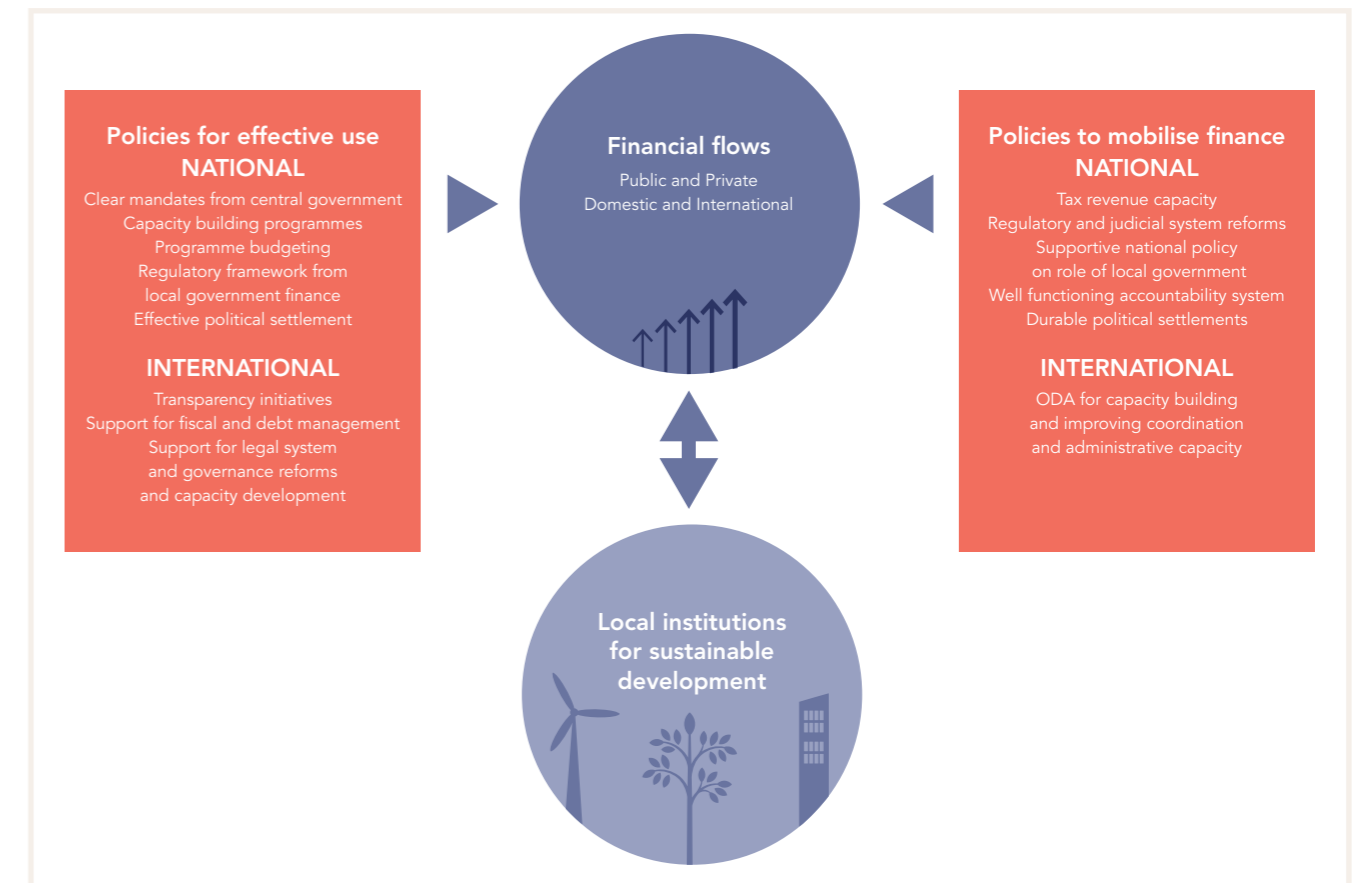 Policies for effective use
NATIONAL
Clear mandates from central government
Capacity building programmes
Programme budgeting
Regulatory framework from
local government finance
Effective political settlement
INTERNATIONAL
Transparency initiatives
Support for fiscal and debt management
Support for legal system
and governance reforms
and capacity development
Financial flows
Public and Private
Domestic and International
Policies to mobilise finance
NATIONAL
Tax revenue capacity
Regulatory and judicial system reforms
Supportive national policy
on role of local government
Well functioning accountability system
Durable political settlements
INTERNATIONAL
ODA for capacity building
and improving coordination
and administrative capacity
Local institutions
for sustainable
development